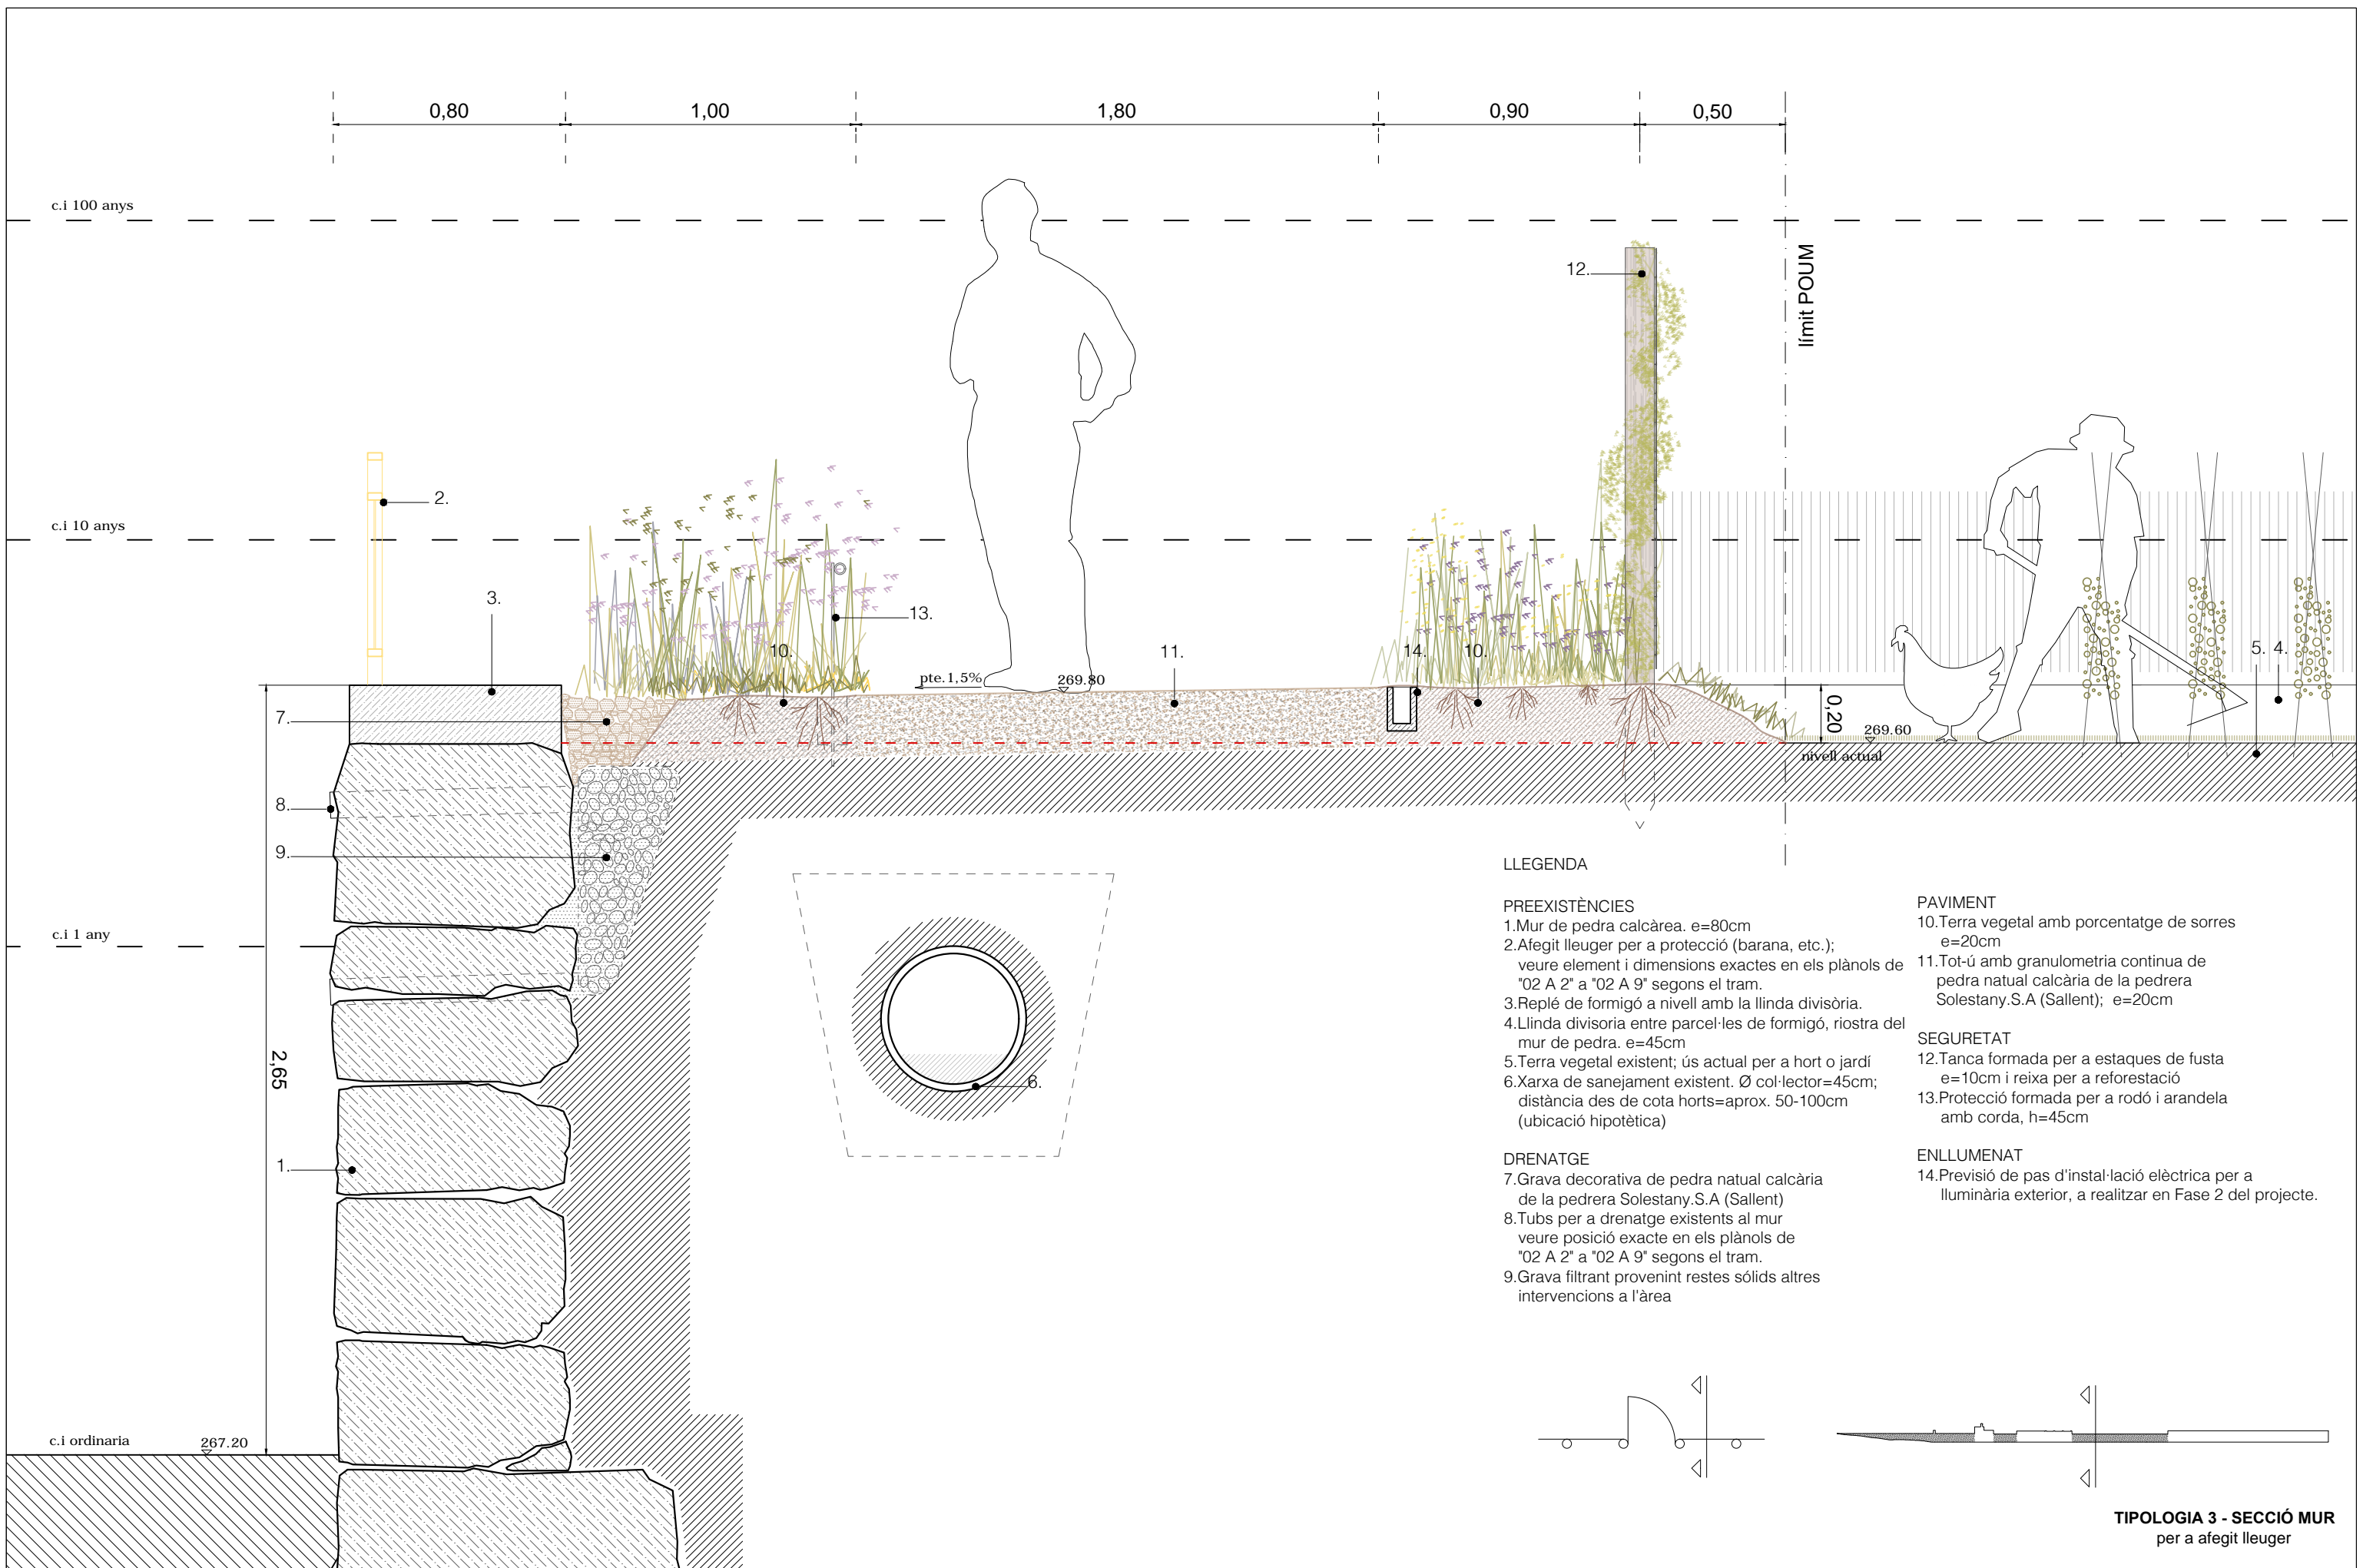 0,80
1,00
1,80
0,90
0,50
c.i 100 anys
12.
límit POUM
2.
c.i 10 anys
3.
13.
10.
11.
14.
10.
5.
4.
pte.1,5%
269.80
7.
0,20
269.60
nivell actual
8.
9.
c.i 1 any
2,65
6.
1.
c.i ordinaria
267.20
LLEGENDA
PREEXISTÈNCIES
1.Mur de pedra calcàrea. e=80cm
2.Afegit lleuger per a protecció (barana, etc.);
veure element i dimensions exactes en els plànols de
"02 A 2" a "02 A 9" segons el tram.
3.Replé de formigó a nivell amb la llinda divisòria.
4.Llinda divisoria entre parcel·les de formigó, riostra del
mur de pedra. e=45cm
5.Terra vegetal existent; ús actual per a hort o jardí
6.Xarxa de sanejament existent. Ø col·lector=45cm;
distància des de cota horts=aprox. 50-100cm
(ubicació hipotètica)
DRENATGE
7.Grava decorativa de pedra natual calcària
de la pedrera Solestany.S.A (Sallent)
8.Tubs per a drenatge existents al mur
veure posició exacte en els plànols de
"02 A 2" a "02 A 9" segons el tram.
9.Grava filtrant provenint restes sólids altres
intervencions a l'àrea
PAVIMENT
10.Terra vegetal amb porcentatge de sorres
e=20cm
11.Tot-ú amb granulometria continua de
pedra natual calcària de la pedrera
Solestany.S.A (Sallent); e=20cm
SEGURETAT
12.Tanca formada per a estaques de fusta
e=10cm i reixa per a reforestació
13.Protecció formada per a rodó i arandela
amb corda, h=45cm
ENLLUMENAT
14.Previsió de pas d'instal·lació elèctrica per a
lluminària exterior, a realitzar en Fase 2 del projecte.
TIPOLOGIA 3 - SECCIÓ MUR
per a afegit lleuger